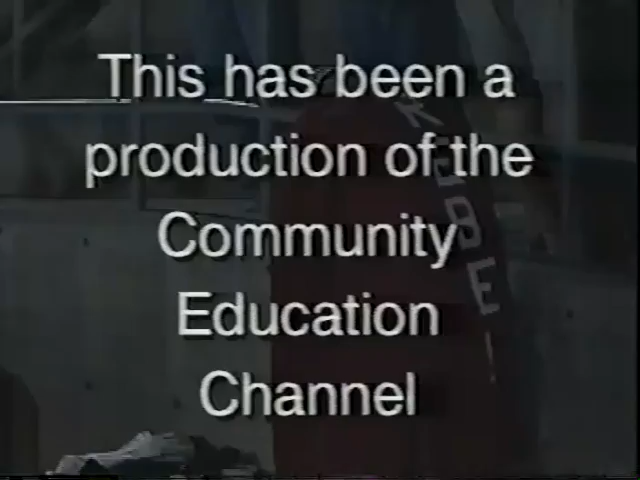 This has been a
production of the
Community
Education
Channel